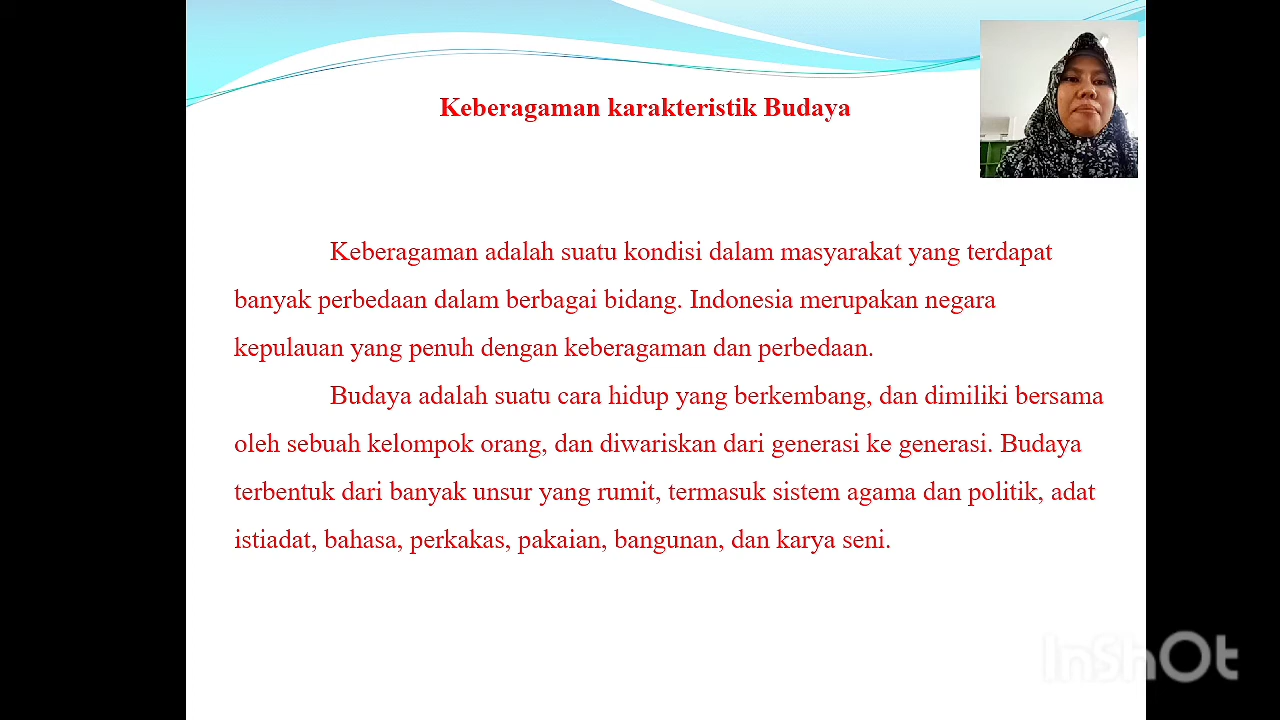 Keberagaman karakteristik Budaya
Keberagaman adalah suatu kondisi dalam masyarakat yang terdapat
banyak perbedaan dalam berbagai bidang. Indonesia merupakan negara
kepulauan yang penuh dengan keberagaman dan perbedaan.
Budaya adalah suatu cara hidup yang berkembang, dan dimiliki bersama
oleh sebuah kelompok orang, dan diwariskan dari generasi ke generasi. Budaya
terbentuk dari banyak unsur yang rumit, termasuk sistem agama dan politik, adat
istiadat, bahasa, perkakas, pakaian, bangunan, dan karya seni.
InShOt